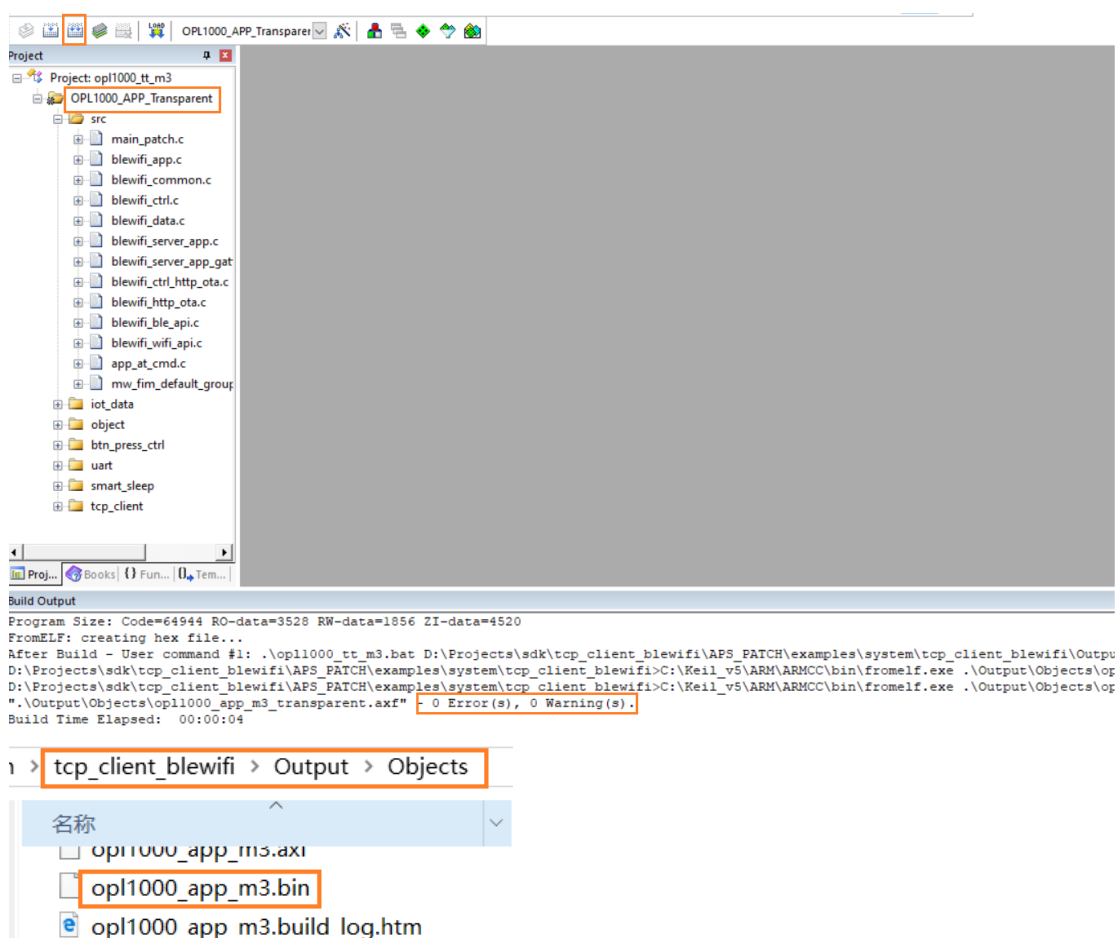 LOAD
OPL1000_APP_Transparer
Project
Project: opl1000_tt_m3
OPL1000_APP_Transparent
src
main_patch.c
blewifi_app.c
blewifi_common.c
blewifi_ctrl.c
blewifi_data.c
blewifi_server_app.c
blewifi_server_app_gat
blewifi_ctrl_http_ota.c
blewifi_http_ota.c
blewifi_ble_api.c
blewifi_wifi_api.c
app_at_cmd.c
mw_fim_default_group
iot_data
object
btn_press_ctrl
uart
smart_sleep
tcp_client
Proj... Books {} Fun... 0 Tem...
Build Output
Program Size: Code=64944 RO-data=3528 RW-data=1856 ZI-data=4520
FromELF: creating hex file...
After Build - User command #1: .\opl1000_tt_m3.bat D:\Projects\sdk\tcp_client_blewifi\APS_PATCH\examples\system\tcp_client_blewifi\Outpu
D:\Projects\sdk\tcp_client_blewifi\APS_PATCH\examples\system\tcp_client_blewifi>C:\Keil_v5\ARM\ARMCC\bin\fromelf.exe .\Output\Objects\op
D:\Projects\sdk\tcp_client_blewifi\APS_PATCH\examples\system\tcp_client_blewifi>C:\Keil_v5\ARM\ARMCC\bin\fromelf.exe .\Output\Objects\op
".\Output\Objects\opl1000_app_m3_transparent.axf" - 0 Error(s), 0 Warning(s).
Build Time Elapsed: 00:00:04
> tcp_client_blewifi > Output > Objects
名称
opl1000_app_m3.axf
opl1000_app_m3.bin
opl1000_app_m3.build_log.htm